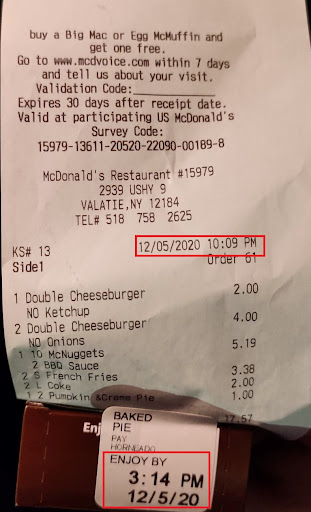 buy a Big Mac or Egg McMuffin and
get one free.
Go to www.mcdvoice.com within 7 days
and tell us about your visit.
Validation Code:
Expires 30 days after receipt date.
Valid at participating US McDonald's
Survey Code:
15979-13611-20520-22090-00189-8
McDonald's Restaurant #15979
2939 USHY 9
VALATIE,NY 12184
TEL# 518 758 2625
KS# 13 12/05/2020 10:09 PM
Side1 Order 61
1 Double Cheeseburger 2.00
NO Ketchup
2 Double Cheeseburger 4.00
NO Onions
1 10 McNuggets 5.19
2 BBQ Sauce
2 S French Fries 3.38
2 L Coke 2.00
1 2 Pumpkin &Creme Pie 1.00
17.57
Enj
BAKED
PIE
PAY
HORNEADO
ENJOY BY
3:14 PM
12/5/20